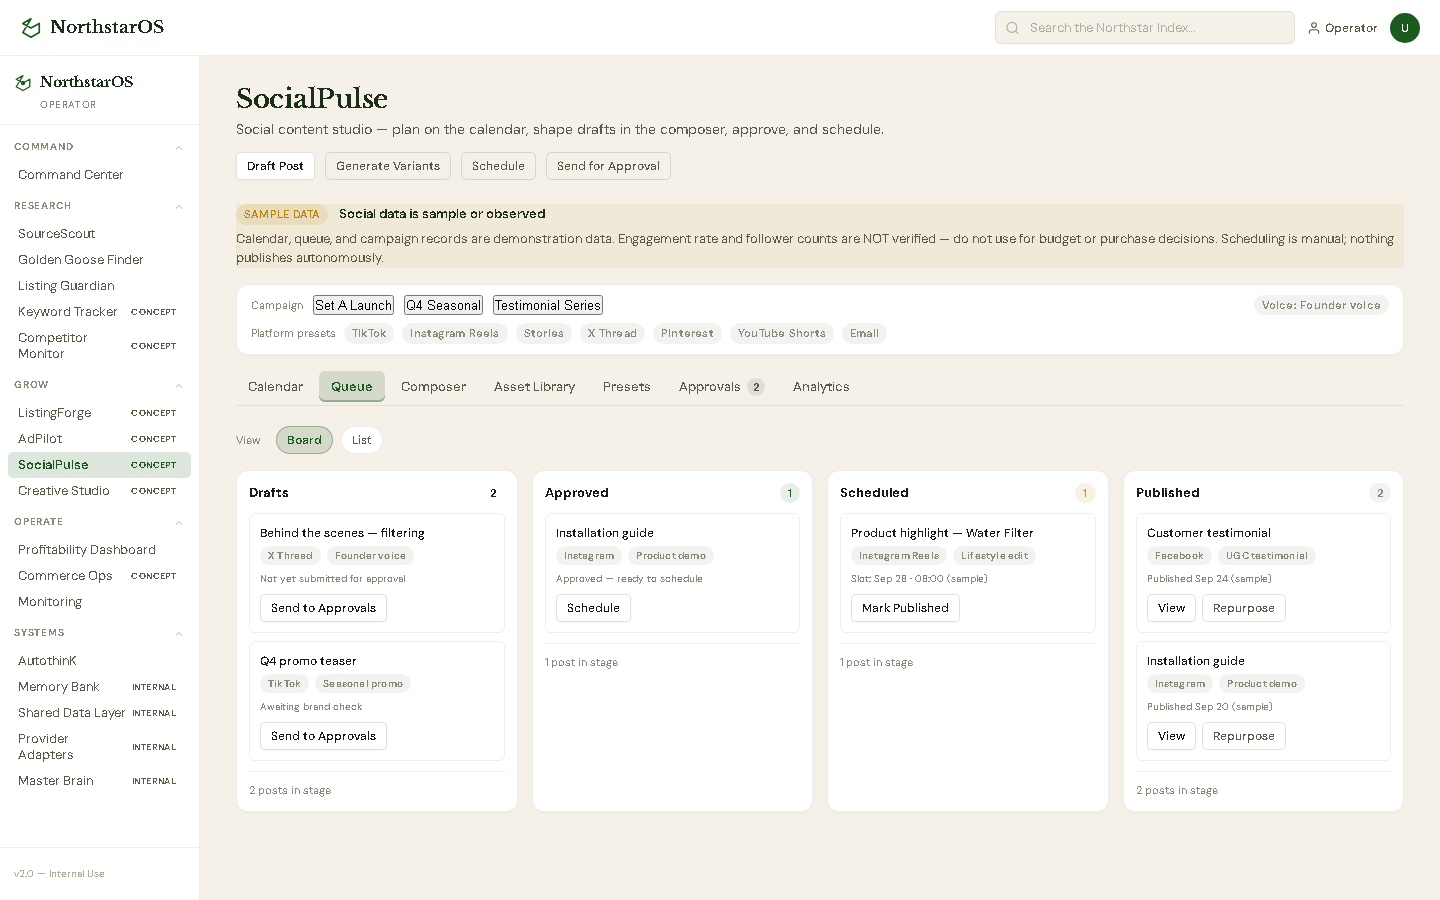 NorthstarOS
Search the Northstar Index...
Operator
U
NorthstarOS
OPERATOR
COMMAND
Command Center
RESEARCH
SourceScout
Golden Goose Finder
Listing Guardian
Keyword Tracker CONCEPT
Competitor
Monitor CONCEPT
GROW
ListingForge CONCEPT
AdPilot CONCEPT
SocialPulse CONCEPT
Creative Studio CONCEPT
OPERATE
Profitability Dashboard
Commerce Ops CONCEPT
Monitoring
SYSTEMS
AutothinK
Memory Bank INTERNAL
Shared Data Layer INTERNAL
Provider
Adapters INTERNAL
Master Brain INTERNAL
v2.0 — Internal Use
SocialPulse
Social content studio — plan on the calendar, shape drafts in the composer, approve, and schedule.
Draft Post Generate Variants Schedule Send for Approval
SAMPLE DATA Social data is sample or observed
Calendar, queue, and campaign records are demonstration data. Engagement rate and follower counts are NOT verified — do not use for budget or purchase decisions. Scheduling is manual; nothing
publishes autonomously.
Campaign Set A Launch Q4 Seasonal Testimonial Series Voice: Founder voice
Platform presets TikTok Instagram Reels Stories X Thread Pinterest YouTube Shorts Email
Calendar Queue Composer Asset Library Presets Approvals 2 Analytics
View Board List
Drafts 2
Behind the scenes — filtering
X Thread Founder voice
Not yet submitted for approval
Send to Approvals
Q4 promo teaser
TikTok Seasonal promo
Awaiting brand check
Send to Approvals
2 posts in stage
Approved 1
Installation guide
Instagram Product demo
Approved — ready to schedule
Schedule
1 post in stage
Scheduled 1
Product highlight — Water Filter
Instagram Reels Lifestyle edit
Slot: Sep 28 · 08:00 (sample)
Mark Published
1 post in stage
Published 2
Customer testimonial
Facebook UGC testimonial
Published Sep 24 (sample)
View Repurpose
Installation guide
Instagram Product demo
Published Sep 20 (sample)
View Repurpose
2 posts in stage